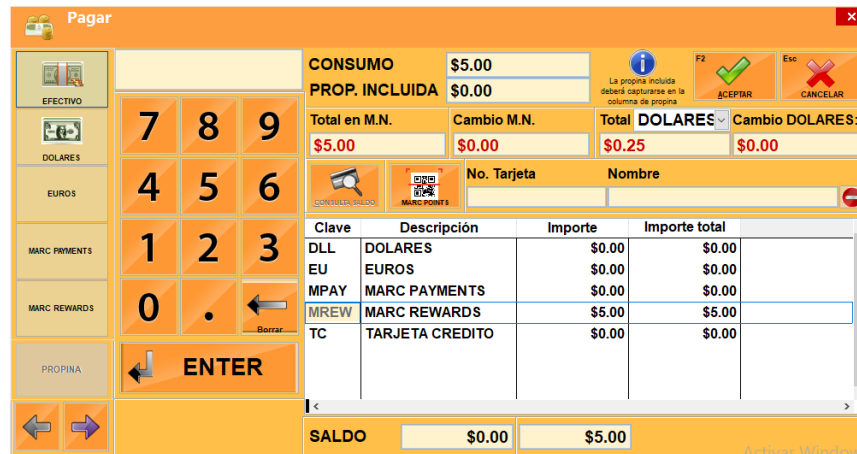 Pagar
EFECTIVO
DOLARES
EUROS
MARC PAYMENTS
MARC REWARDS
PROPINA
7 8 9
4 5 6
1 2 3
0 .
Borrar
ENTER
CONSUMO $5.00
PROP. INCLUIDA $0.00
La propina incluida
deberá capturarse en la
columna de propina
F2
ACEPTAR
Esc
CANCELAR
Total en M.N. Cambio M.N. Total DOLARES Cambio DOLARES:
$5.00 $0.00 $0.25 $0.00
CONSULTA SALDO
MARC POINTS
No. Tarjeta Nombre
Clave Descripción Importe Importe total
DLL DOLARES $0.00 $0.00
EU EUROS $0.00 $0.00
MPAY MARC PAYMENTS $0.00 $0.00
MREW MARC REWARDS $5.00 $5.00
TC TARJETA CREDITO $0.00 $0.00
SALDO $0.00 $5.00
Activar Window